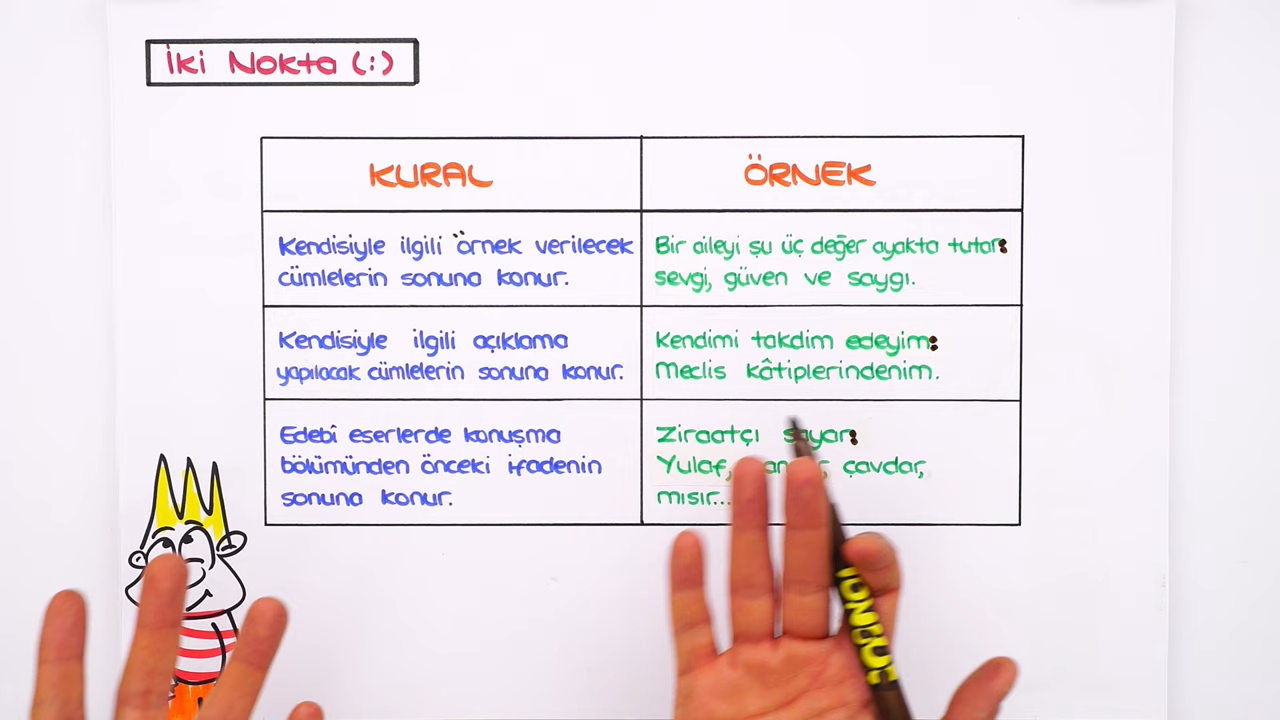 İki Nokta (:)
KURAL
ÖRNEK
Kendisiyle ilgili örnek verilecek
cümlelerin sonuna konur.
Bir aileyi şu üç değer ayakta tutar:
sevgi, güven ve saygı.
Kendisiyle ilgili açıklama
yapılacak cümlelerin sonuna konur.
Kendimi takdim edeyim:
Meclis kâtiplerindenim.
Edebî eserlerde konuşma
bölümünden önceki ifadenin
sonuna konur.
Ziraatçı sayar:
Yulaf, çavdar,
mısır...